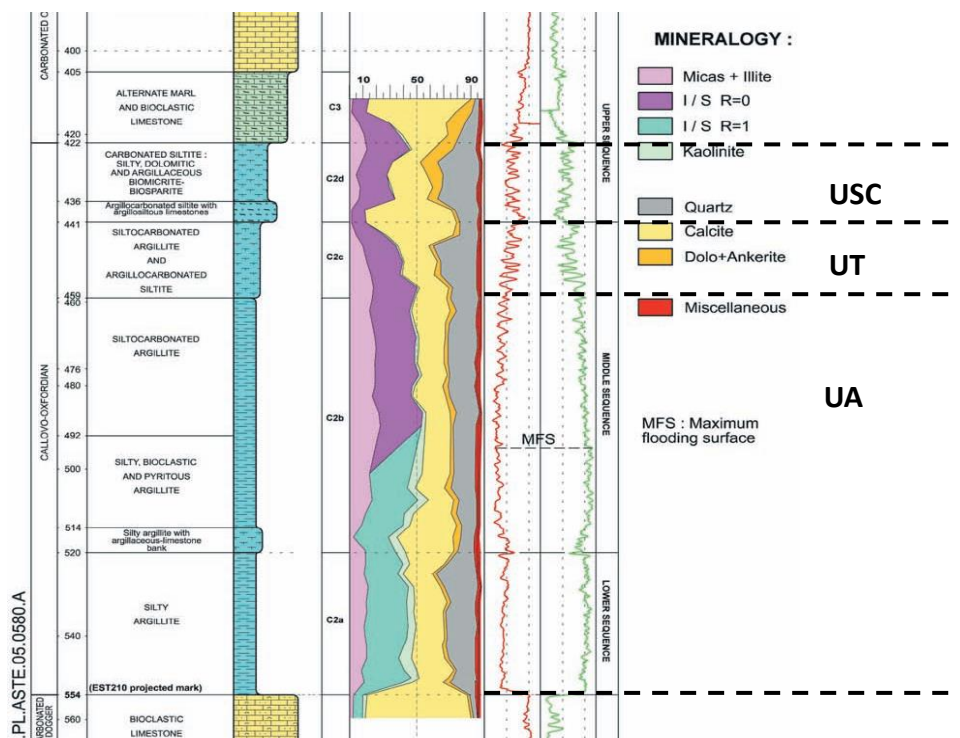 .PL.ASTE.05.0580.A
CARBONATED
CALLOVO-OXFORDIAN
CARBONATED
DOGGER
400
405
420
422
436
441
459
460
476
480
492
500
514
520
540
554
560
ALTERNATE MARL
AND BIOCLASTIC
LIMESTONE
CARBONATED SILTITE :
SILTY, DOLOMITIC
AND ARGILLACEOUS
BIOMICRITE-
BIOSPARITE
Argillocarbonated siltite with
argillosiltous limestones
SILTOCARBONATED
ARGILLITE
AND
ARGILLOCARBONATED
SILTITE
SILTOCARBONATED
ARGILLITE
SILTY, BIOCLASTIC
AND PYRITOUS
ARGILLITE
Silty argillite with
argillaceous-limestone
bank
SILTY
ARGILLITE
(EST210 projected mark)
BIOCLASTIC
LIMESTONE
C3
C2d
C2c
C2b
C2a
10 50 90
MFS
UPPER SEQUENCE
MIDDLE SEQUENCE
LOWER SEQUENCE
MINERALOGY :
Micas + Illite
I / S R=0
I / S R=1
Kaolinite
Quartz
Calcite
Dolo+Ankerite
Miscellaneous
USC
UT
UA
MFS : Maximum
flooding surface